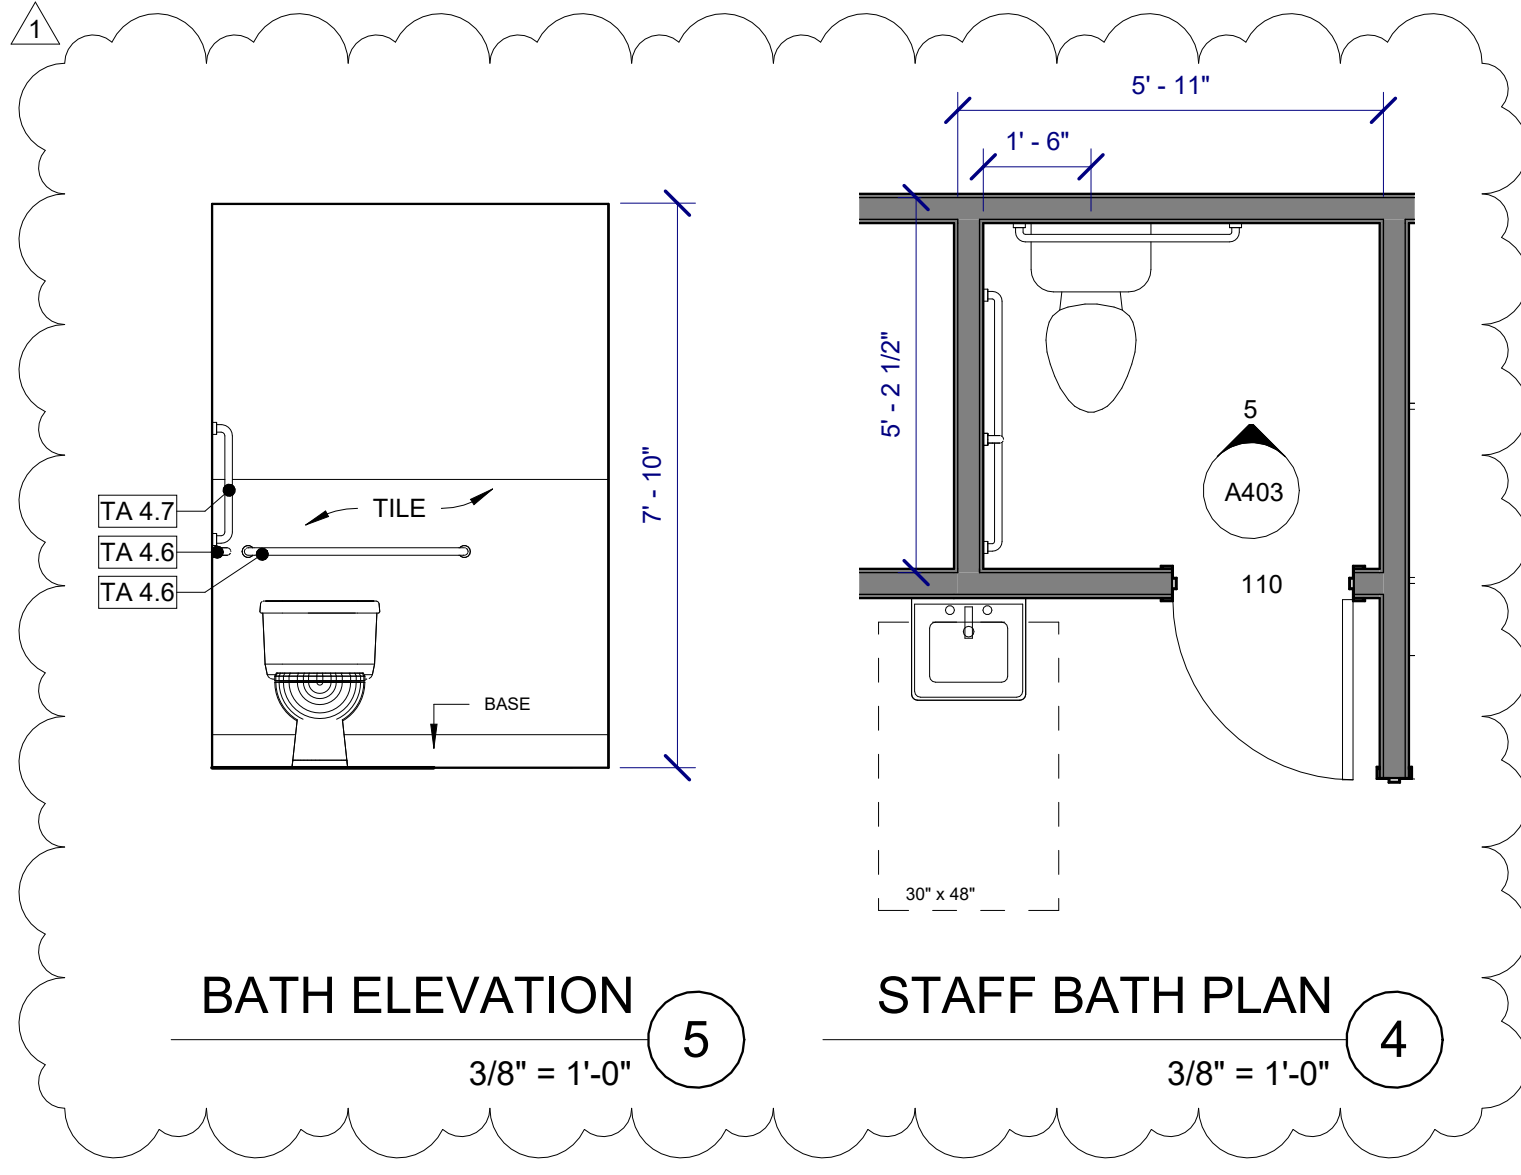 1
5' - 11"
1' - 6"
5' - 2 1/2"
7' - 10"
TA 4.7
TA 4.6
TA 4.6
TILE
BASE
5
A403
110
30" x 48"
BATH ELEVATION
5
3/8" = 1'-0"
STAFF BATH PLAN
4
3/8" = 1'-0"